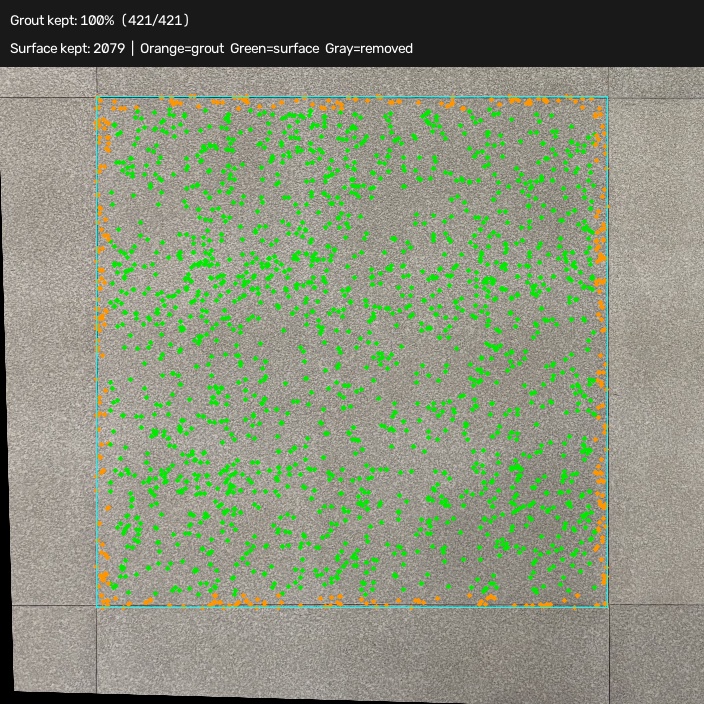 Grout kept: 100% (421/421)
Surface kept: 2079 | Orange=grout Green=surface Gray=removed